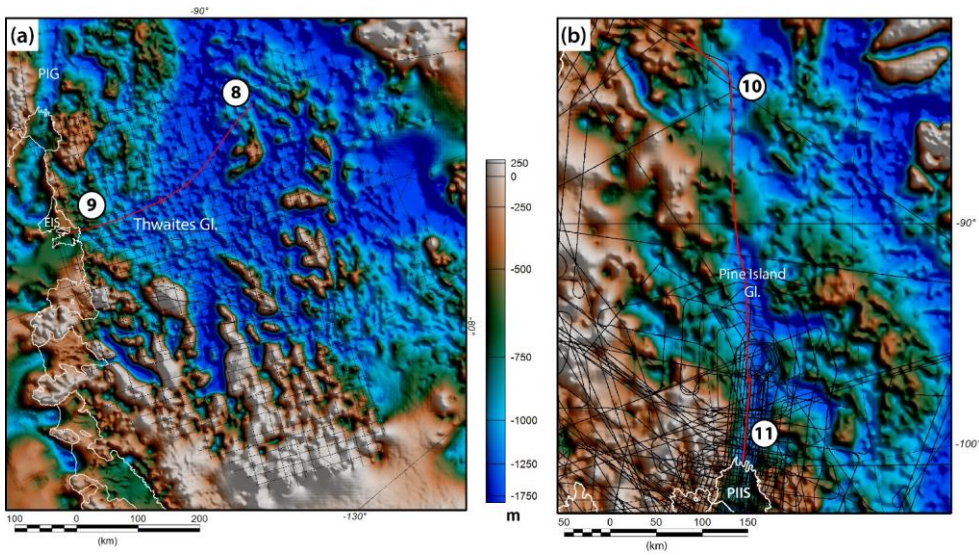 -90°
(a)
PIG
8
9
EIS
Thwaites Gl.
-80°
-130°
100 0 100 200
(km)
250
0
-250
-500
-750
-1000
-1250
-1750
m
(b)
10
-90°
Pine Island
Gl.
11
-100°
PIIS
50 0 50 100 150
(km)